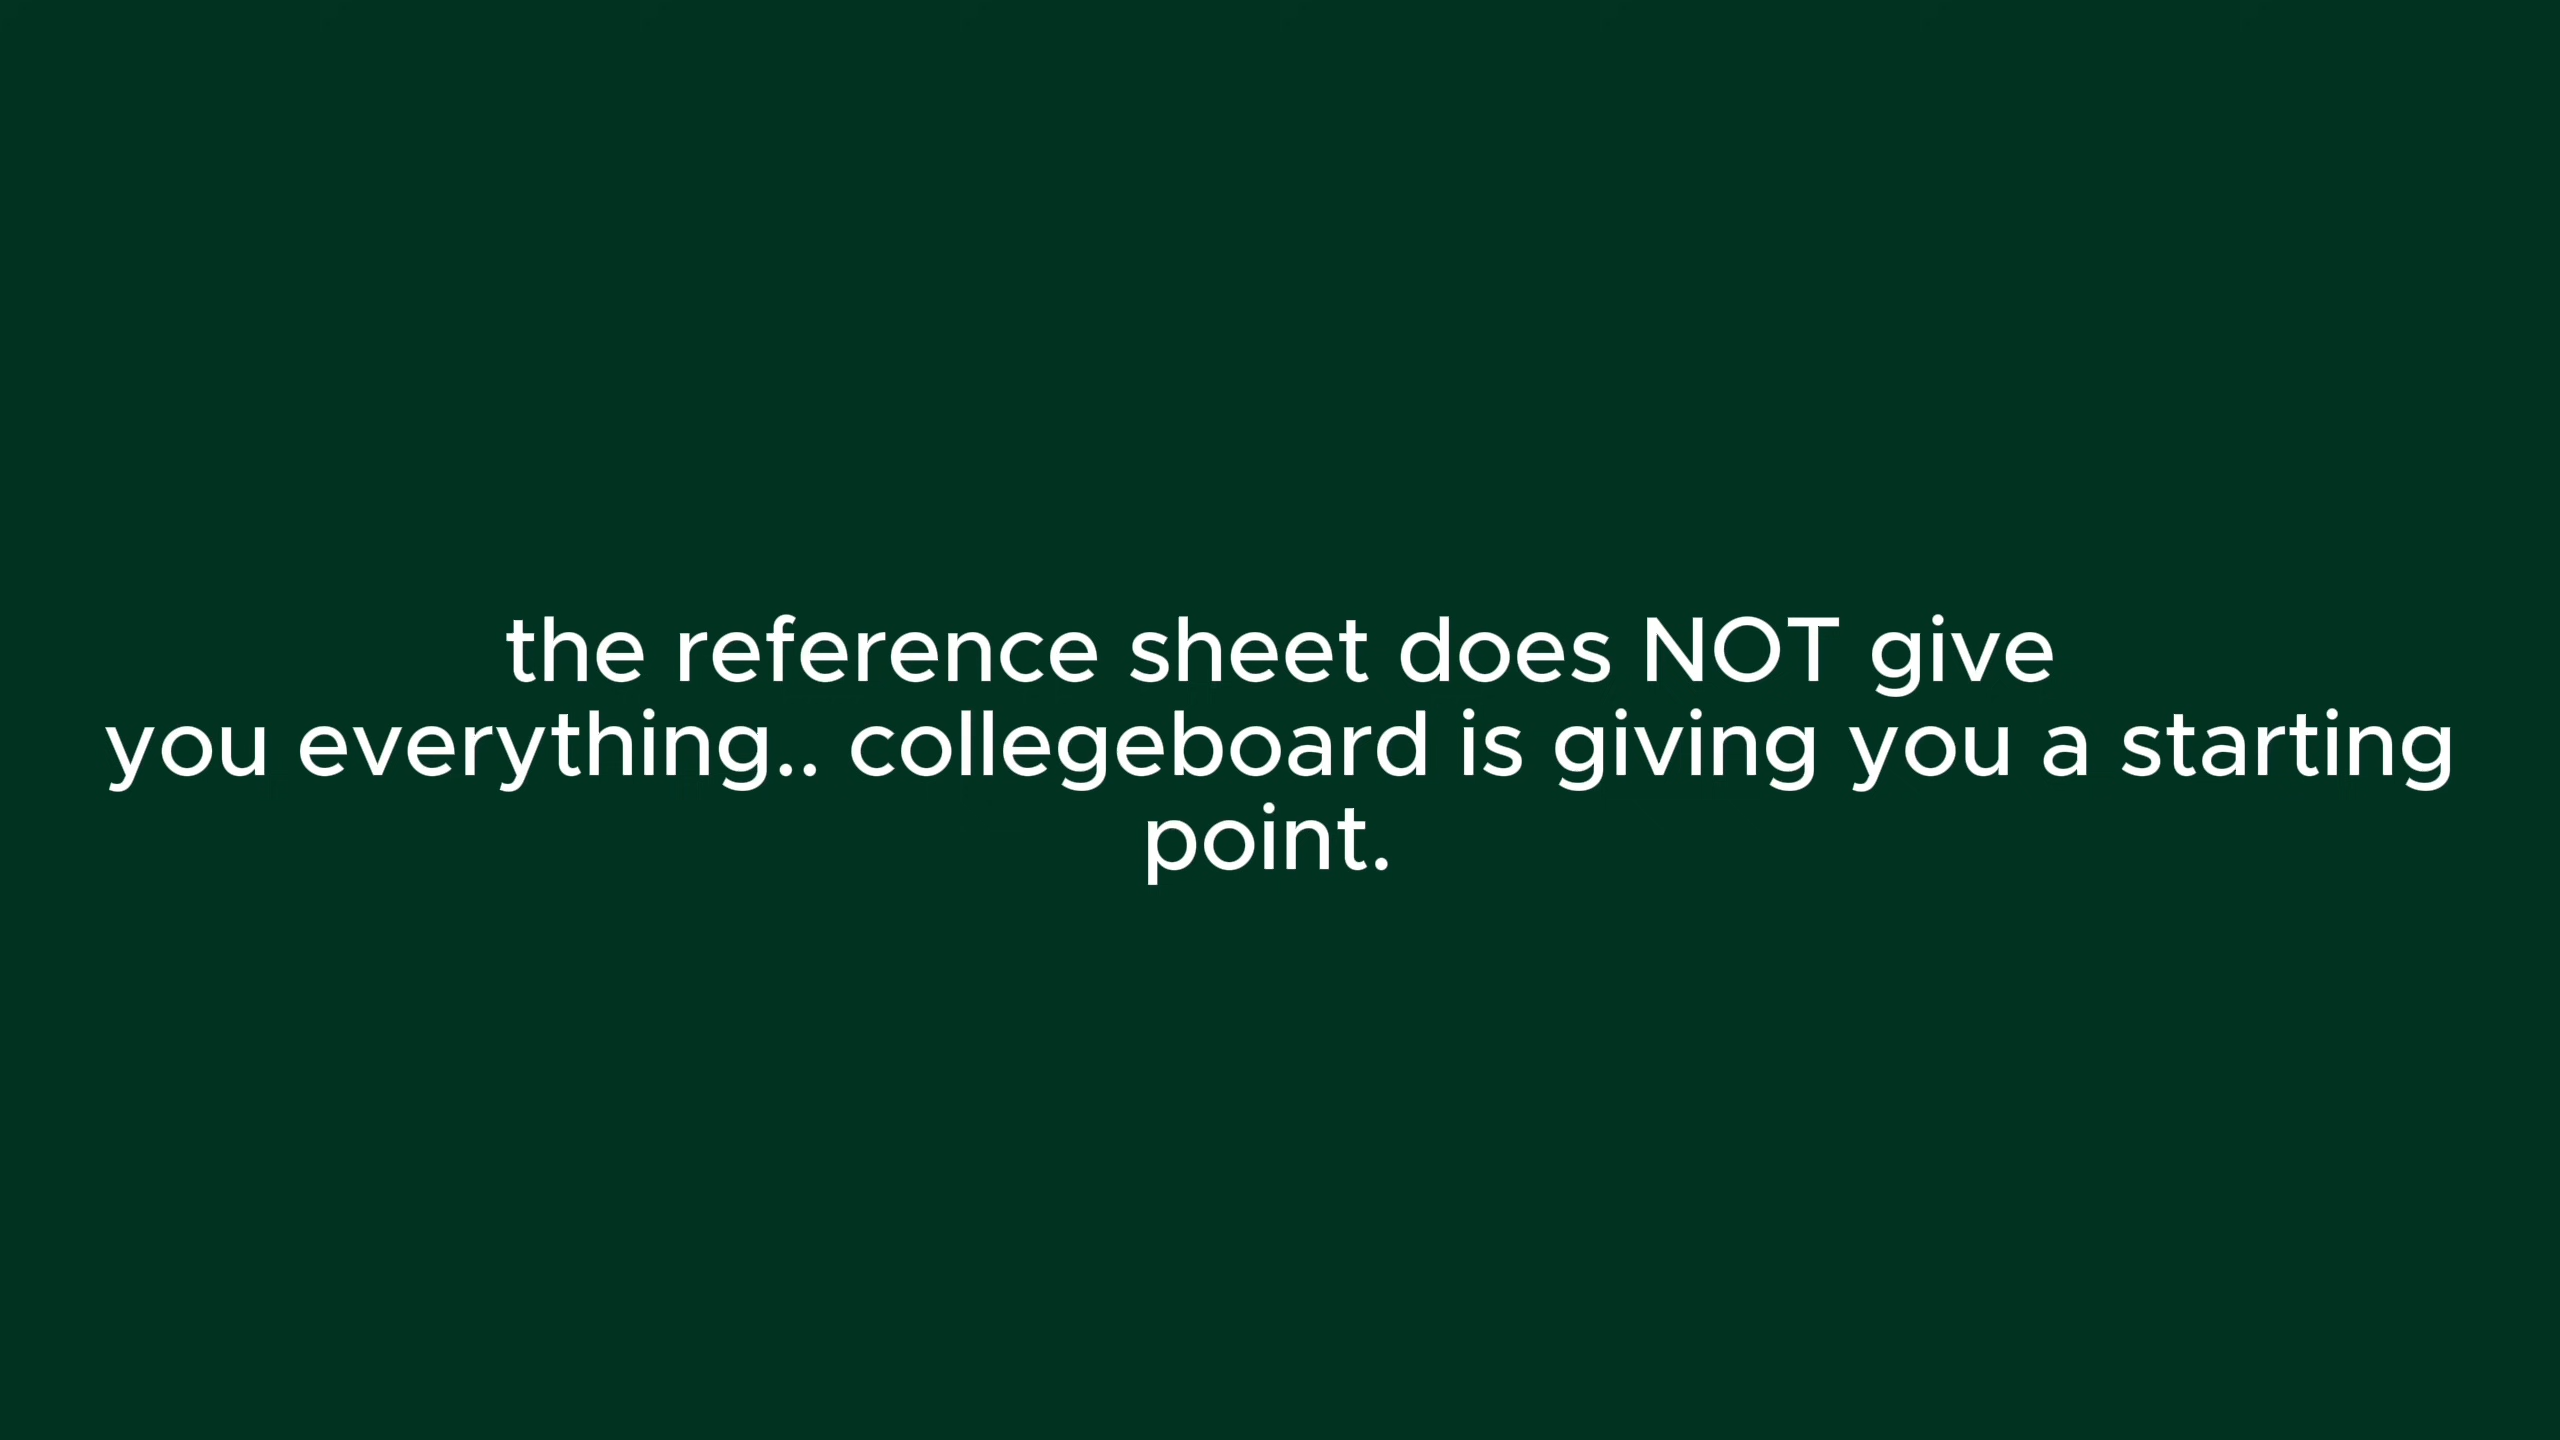 the reference sheet does NOT give
you everything.. collegeboard is giving you a starting
point.